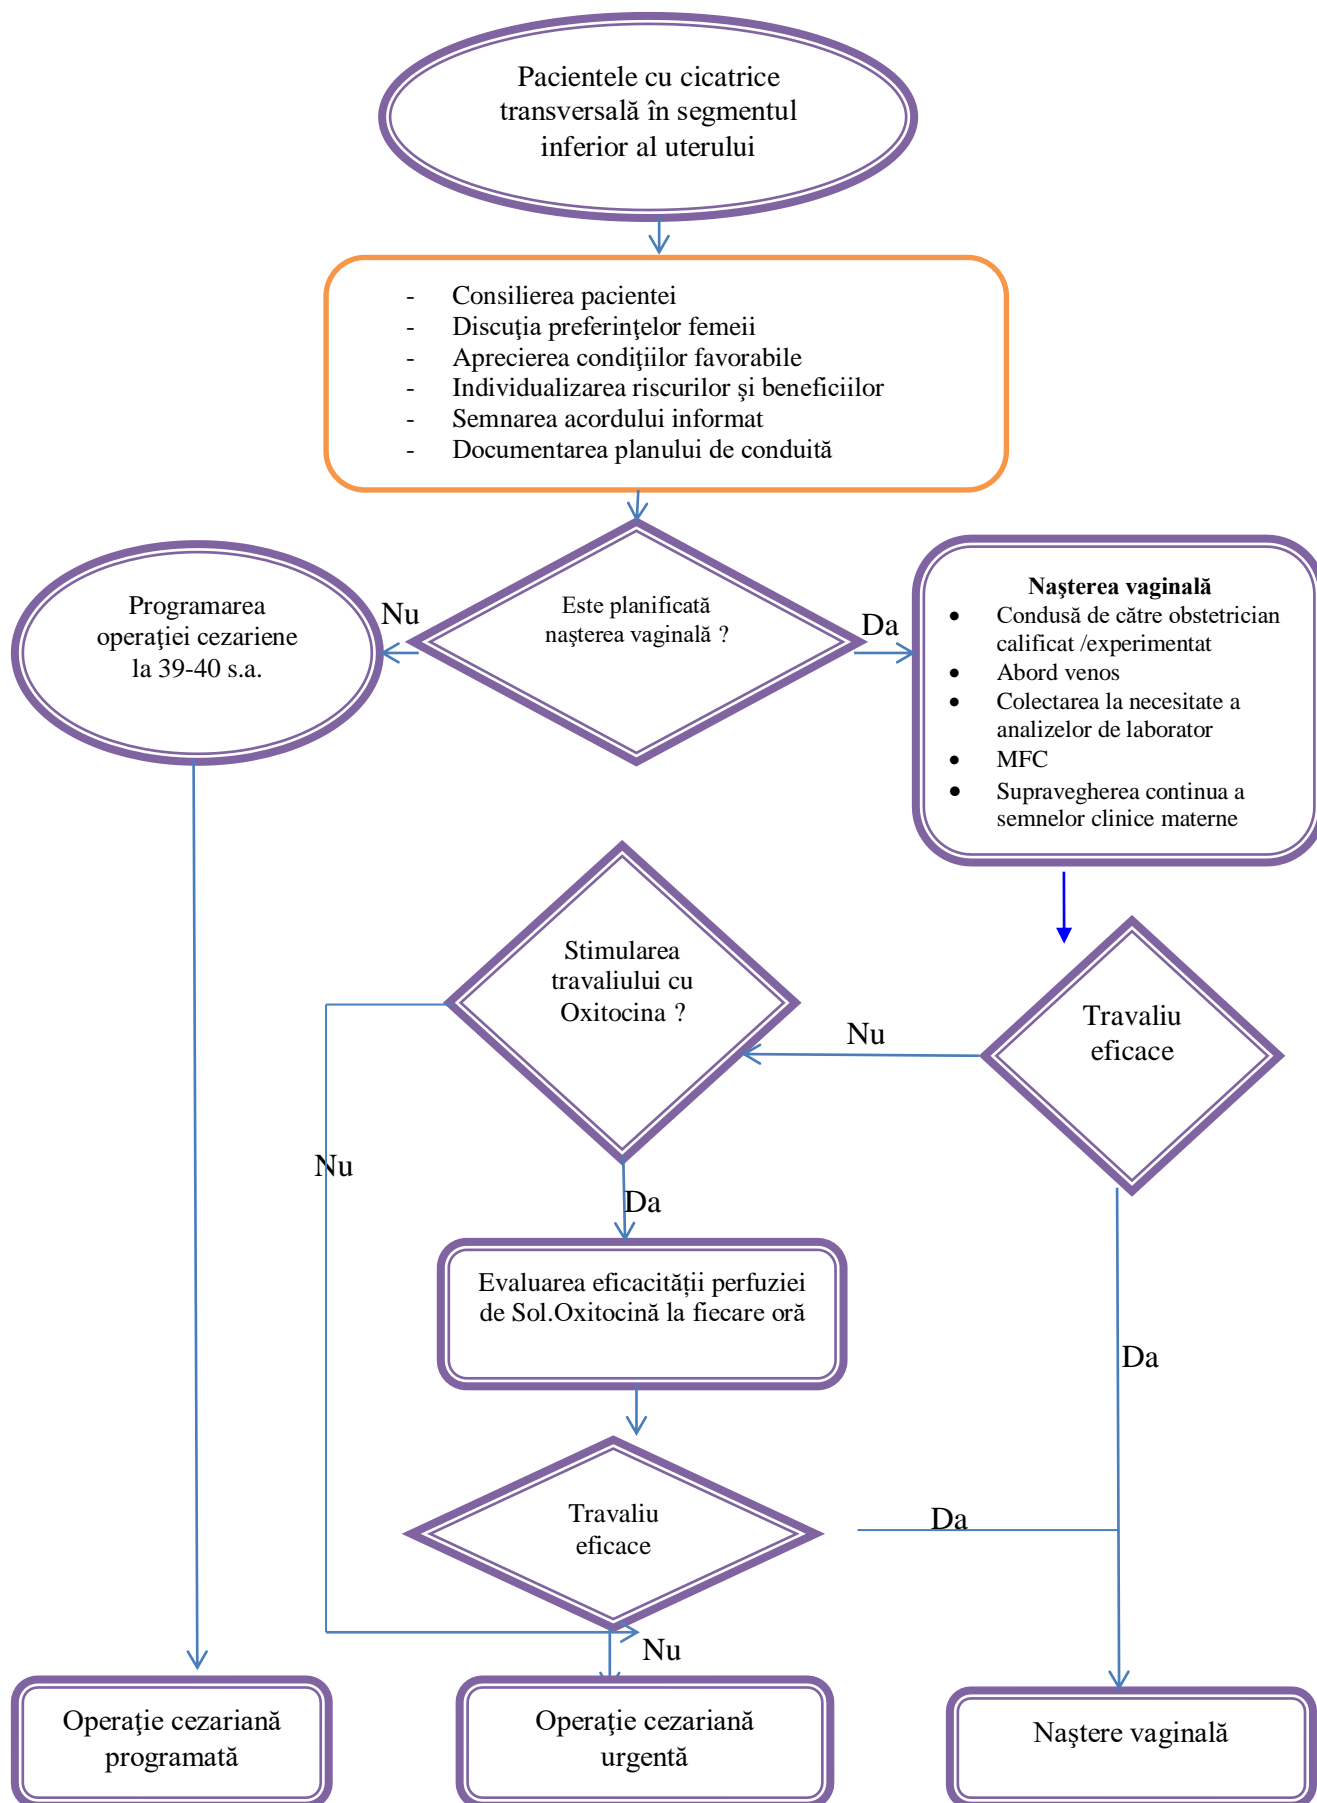 Pacientele cu cicatrice
transversală în segmentul
inferior al uterului
- Consilierea pacientei
- Discuţia preferinţelor femeii
- Aprecierea condiţiilor favorabile
- Individualizarea riscurilor şi beneficiilor
- Semnarea acordului informat
- Documentarea planului de conduită
Programarea
operaţiei cezariene
la 39-40 s.a.
Nu
Este planificată
naşterea vaginală ?
Da
Naşterea vaginală
• Condusă de către obstetrician
calificat /experimentat
• Abord venos
• Colectarea la necesitate a
analizelor de laborator
• MFC
• Supravegherea continua a
semnelor clinice materne
Stimularea
travaliului cu
Oxitocina ?
Nu
Travaliu
eficace
Nu
Da
Evaluarea eficacității perfuziei
de Sol.Oxitocină la fiecare oră
Da
Travaliu
eficace
Da
Nu
Operaţie cezariană
programată
Operaţie cezariană
urgentă
Naştere vaginală